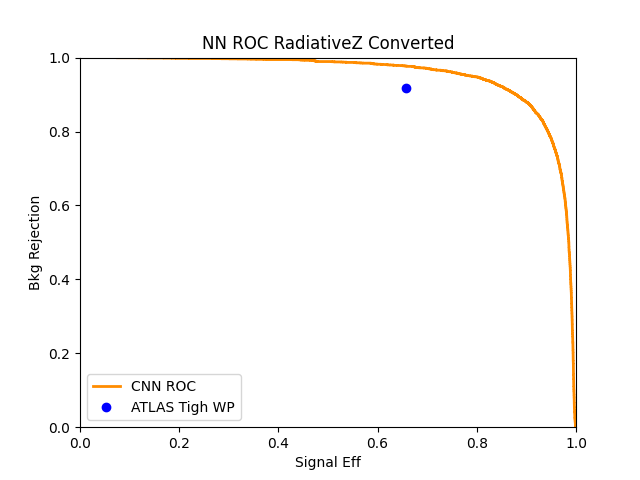 NN ROC RadiativeZ Converted
1.0
0.8
0.6
0.4
0.2
0.0
Bkg Rejection
CNN ROC
ATLAS Tigh WP
0.0 0.2 0.4 0.6 0.8 1.0
Signal Eff